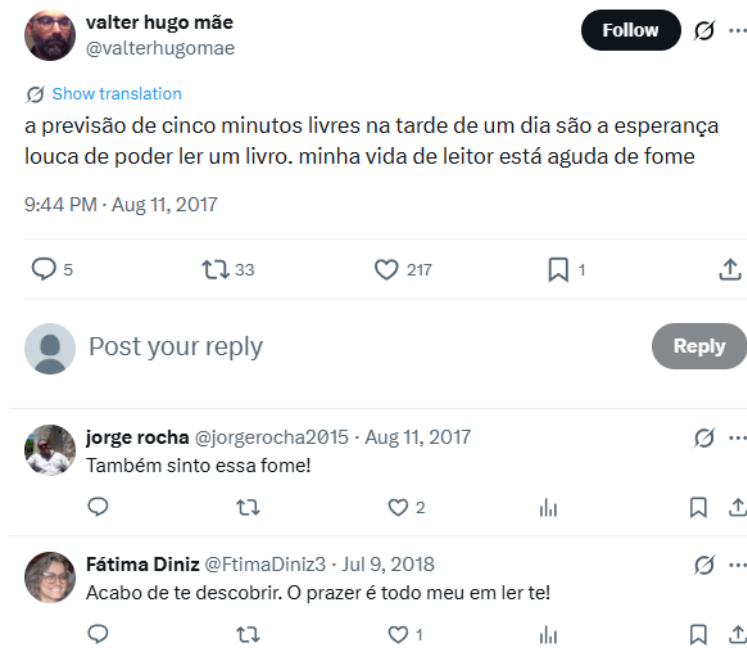 valter hugo mãe
@valterhugomae
Follow
Show translation
a previsão de cinco minutos livres na tarde de um dia são a esperança
louca de poder ler um livro. minha vida de leitor está aguda de fome
9:44 PM · Aug 11, 2017
5 33 217 1
Post your reply
Reply
jorge rocha @jorgerocha2015 · Aug 11, 2017
Também sinto essa fome!
2
Fátima Diniz @FtimaDiniz3 · Jul 9, 2018
Acabo de te descobrir. O prazer é todo meu em ler te!
1